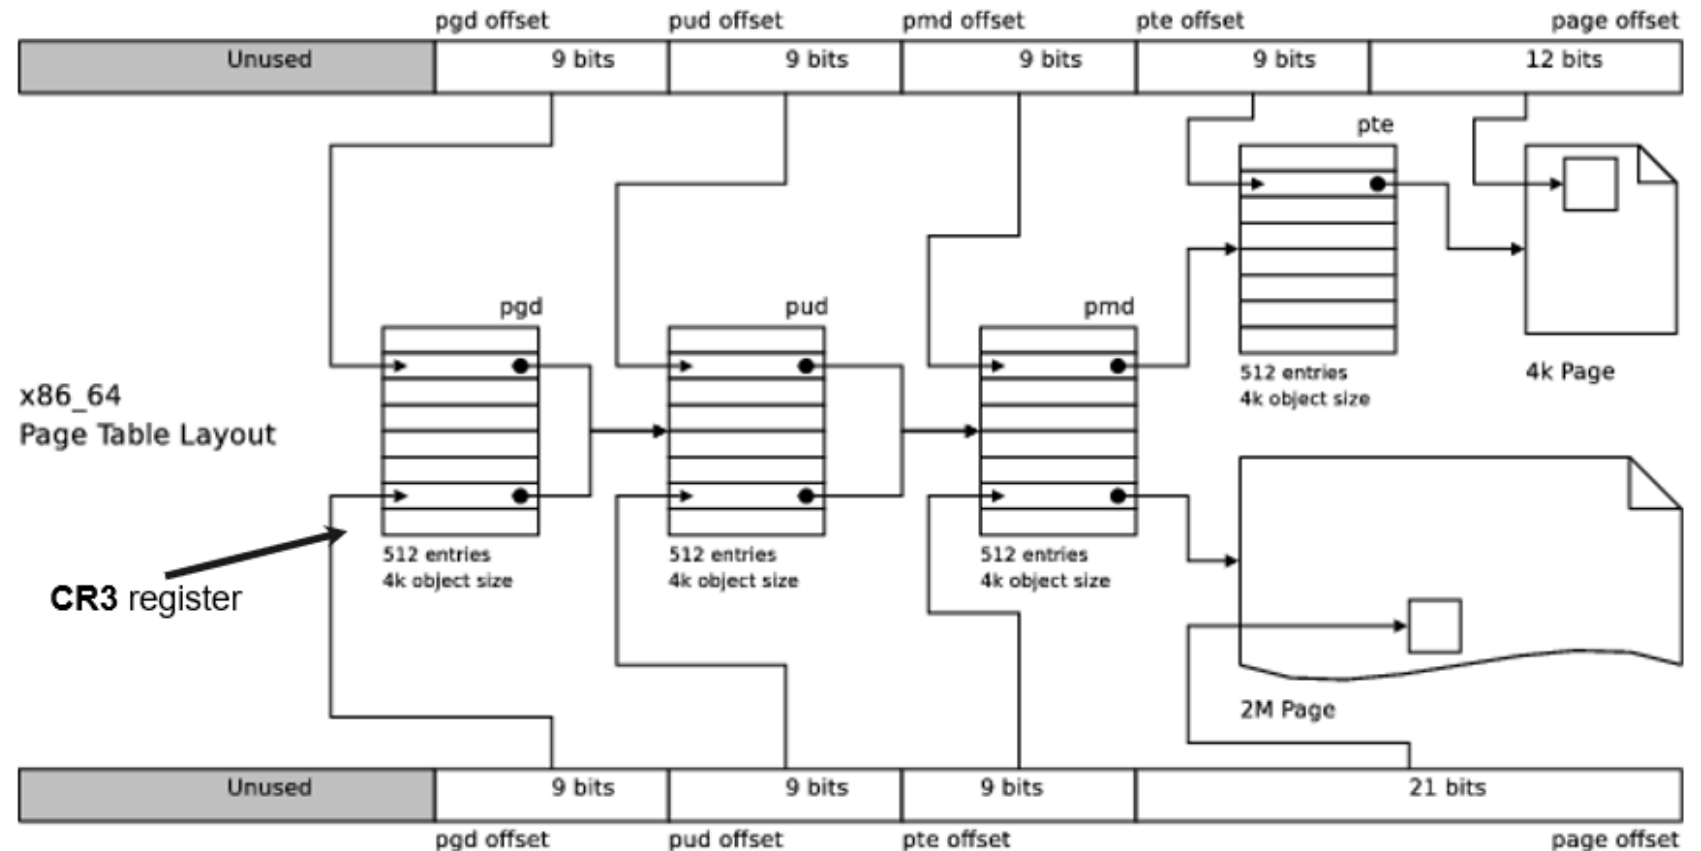 pgd offset pud offset pmd offset pte offset page offset
Unused 9 bits 9 bits 9 bits 9 bits 12 bits
pte
pgd pud pmd
512 entries
4k object size
4k Page
x86_64
Page Table Layout
512 entries
4k object size
512 entries
4k object size
512 entries
4k object size
CR3 register
2M Page
Unused 9 bits 9 bits 9 bits 21 bits
pgd offset pud offset pte offset page offset